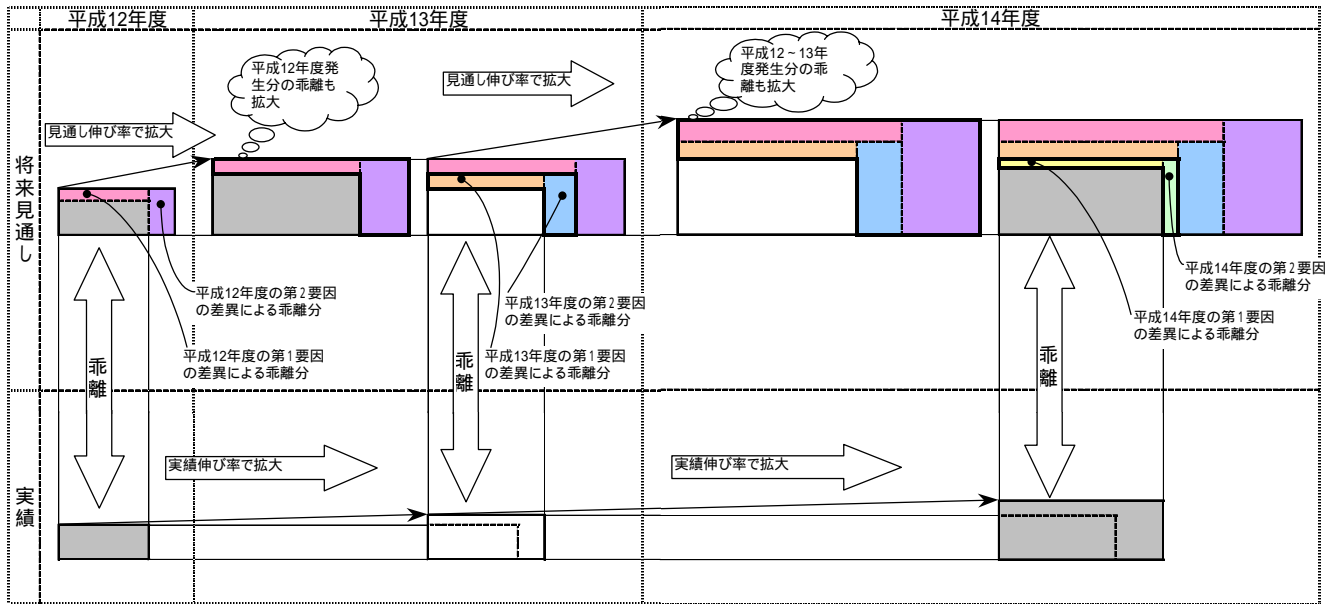 平成12年度
平成13年度
平成14年度
将来見通し
実績
見通し伸び率で拡大
平成12年度発
生分の乖離も
拡大
見通し伸び率で拡大
平成12~13年
度発生分の乖
離も拡大
平成12年度の第2要因
の差異による乖離分
平成12年度の第1要因
の差異による乖離分
平成13年度の第2要因
の差異による乖離分
平成13年度の第1要因
の差異による乖離分
平成14年度の第2要因
の差異による乖離分
平成14年度の第1要因
の差異による乖離分
乖離
乖離
乖離
実績伸び率で拡大
実績伸び率で拡大